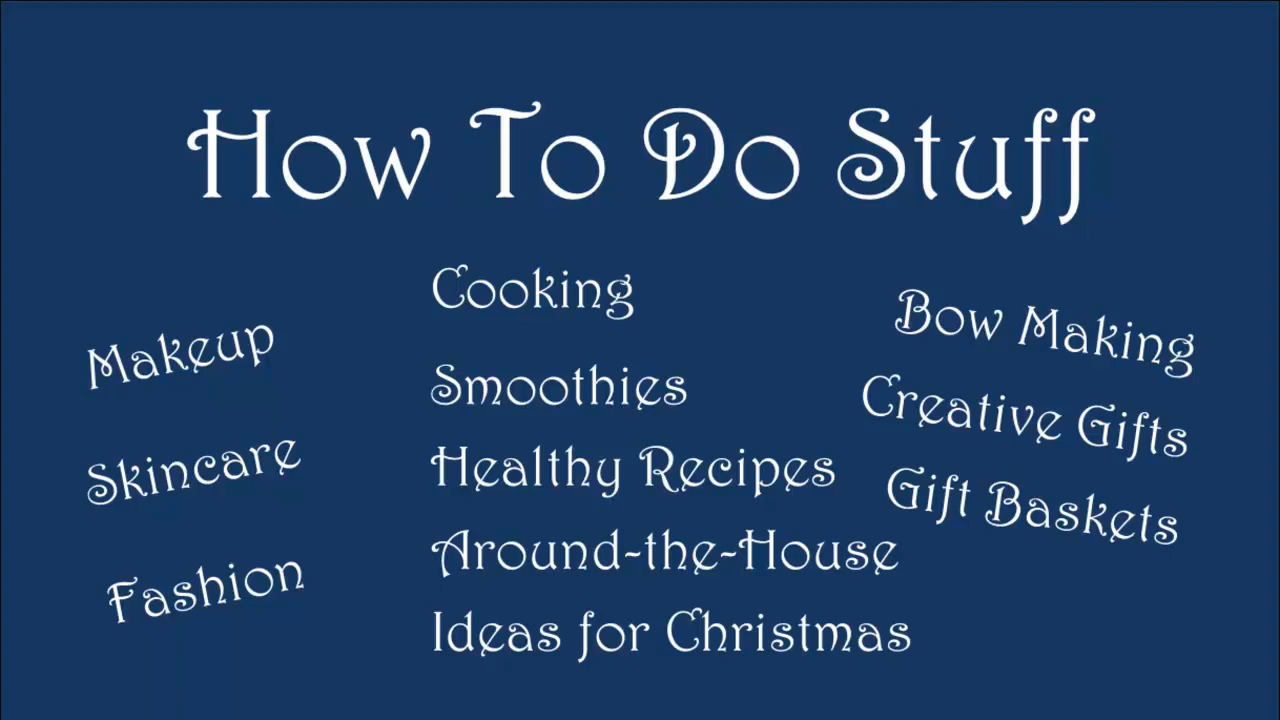 How To Do Stuff
Makeup
Skincare
Fashion
Cooking
Smoothies
Healthy Recipes
Around-the-House
Ideas for Christmas
Bow Making
Creative Gifts
Gift Baskets